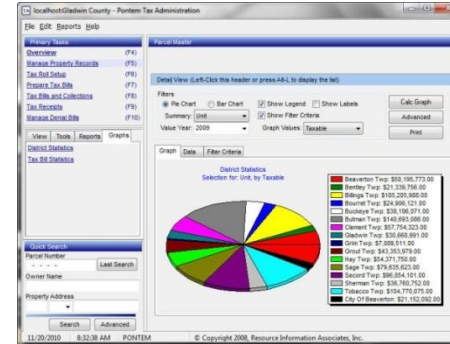 localhost:Gladwin County - Pontem Tax Administration
File Edit Reports Help
Primary Tasks
Overview (F4)
Manage Property Records (F5)
Tax Roll Setup (F6)
Prepare Tax Bills (F7)
Tax Bills and Collections (F8)
Tax Receipts (F9)
Manage Denial Bills (F10)
View Tools Reports Graphs
District Statistics
Tax Bill Statistics
Quick Search
Parcel Number
- - - - Last Search
Owner Name
Property Address
Search Advanced
Parcel Master
Detail View (Left-Click this header or press Alt-L to display the list)
Filters
Pie Chart Bar Chart Show Legend Show Labels Calc Graph
Summary: Unit Show Filter Criteria Advanced
Value Year: 2009 Graph Values: Taxable Print
Graph Data Filter Criteria
District Statistics
Selection for: Unit, by Taxable
Beaverton Twp: $50,195,773.00
Bentley Twp: $21,339,756.00
Billings Twp: $105,205,988.00
Bourret Twp: $24,906,121.00
Buckeye Twp: $38,196,071.00
Butman Twp: $140,693,086.00
Clement Twp: $57,754,323.00
Gladwin Twp: $30,668,991.00
Grim Twp: $7,089,511.00
Grout Twp: $43,353,979.00
Hay Twp: $54,371,750.00
Sage Twp: $79,635,623.00
Secord Twp: $96,854,101.00
Sherman Twp: $36,760,752.00
Tobacco Twp: $104,770,075.00
City Of Beaverton: $21,152,092.00
11/20/2010 8:32:38 AM PONTEM © Copyright 2008, Resource Information Associates, Inc.